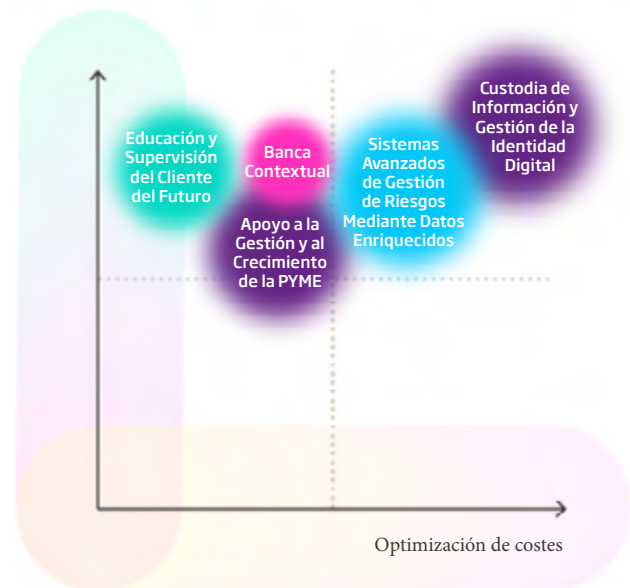 Educación y
Supervisión
del Cliente
del Futuro
Banca
Contextual
Apoyo a la
Gestión y al
Crecimiento
de la PYME
Sistemas
Avanzados
de Gestión
de Riesgos
Mediante Datos
Enriquecidos
Custodia de
Información y
Gestión de la
Identidad
Digital
Optimización de costes